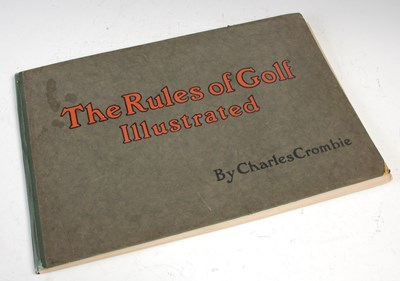 The Rules of Golf
Illustrated
By Charles Crombie